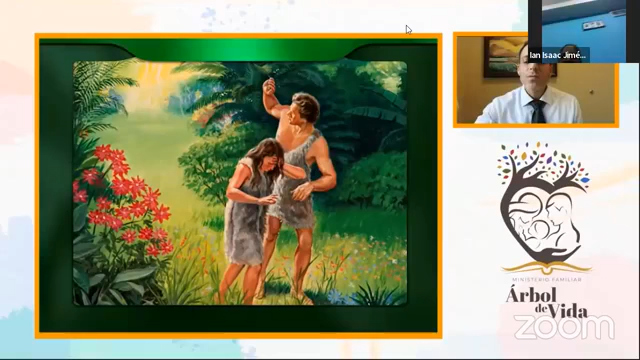 Ian Isaac Jimé...
MINISTERIO FAMILIAR
Árbol
de Vida
zoom